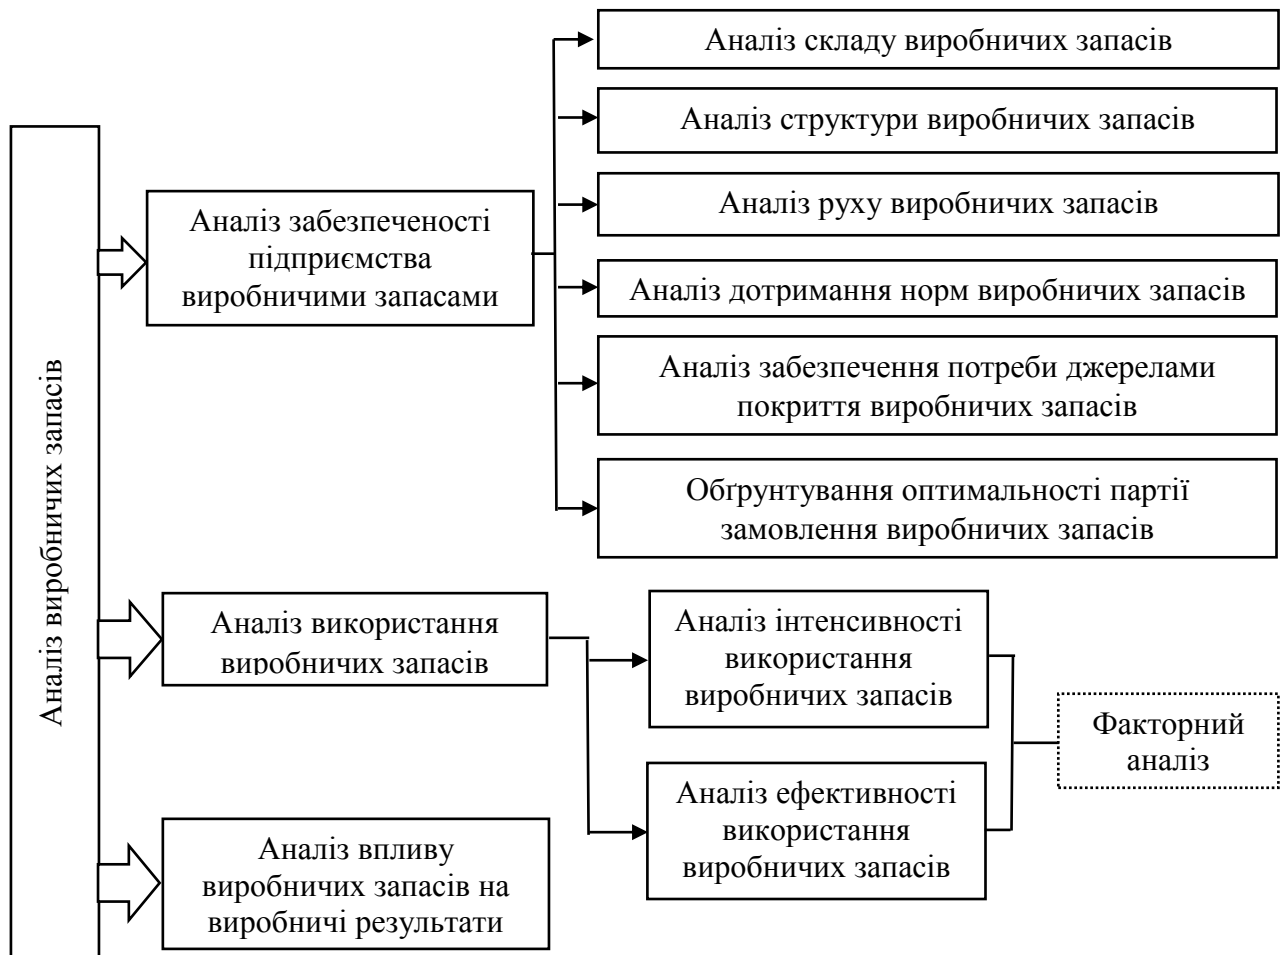 Аналіз виробничих запасів
Аналіз забезпеченості
підприємства
виробничими запасами
Аналіз складу виробничих запасів
Аналіз структури виробничих запасів
Аналіз руху виробничих запасів
Аналіз дотримання норм виробничих запасів
Аналіз забезпечення потреби джерелами
покриття виробничих запасів
Обґрунтування оптимальності партії
замовлення виробничих запасів
Аналіз використання
виробничих запасів
Аналіз інтенсивності
використання
виробничих запасів
Аналіз ефективності
використання
виробничих запасів
Факторний
аналіз
Аналіз впливу
виробничих запасів на
виробничі результати